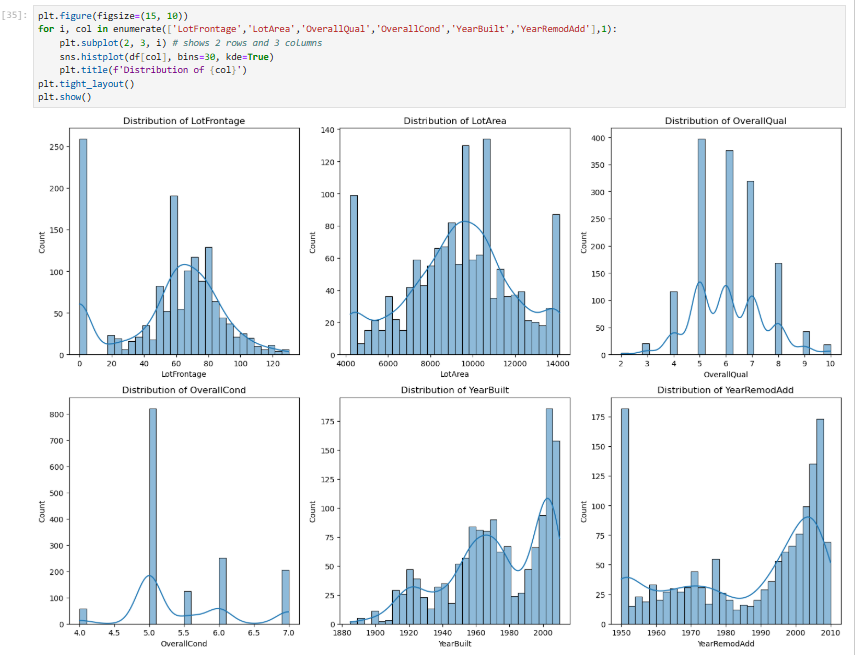 [35]:
plt.figure(figsize=(15, 10))
for i, col in enumerate(['LotFrontage','LotArea','OverallQual','OverallCond','YearBuilt','YearRemodAdd'],1):
    plt.subplot(2, 3, i) # shows 2 rows and 3 columns
    sns.histplot(df[col], bins=30, kde=True)
    plt.title(f'Distribution of {col}')
plt.tight_layout()
plt.show()
Distribution of LotFrontage
Count
250
200
150
100
50
0
0 20 40 60 80 100 120
LotFrontage
Distribution of LotArea
Count
140
120
100
80
60
40
20
0
4000 6000 8000 10000 12000 14000
LotArea
Distribution of OverallQual
Count
400
350
300
250
200
150
100
50
0
2 3 4 5 6 7 8 9 10
OverallQual
Distribution of OverallCond
Count
800
700
600
500
400
300
200
100
0
4.0 4.5 5.0 5.5 6.0 6.5 7.0
OverallCond
Distribution of YearBuilt
Count
175
150
125
100
75
50
25
0
1880 1900 1920 1940 1960 1980 2000
YearBuilt
Distribution of YearRemodAdd
Count
175
150
125
100
75
50
25
0
1950 1960 1970 1980 1990 2000 2010
YearRemodAdd